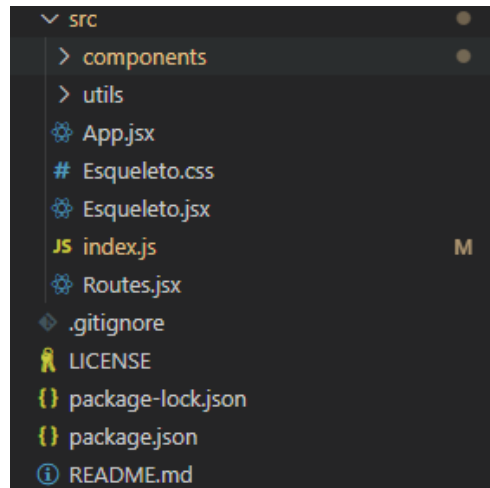 src
components
utils
App.jsx
# Esqueleto.css
Esqueleto.jsx
JS index.js M
Routes.jsx
.gitignore
LICENSE
{} package-lock.json
{} package.json
README.md